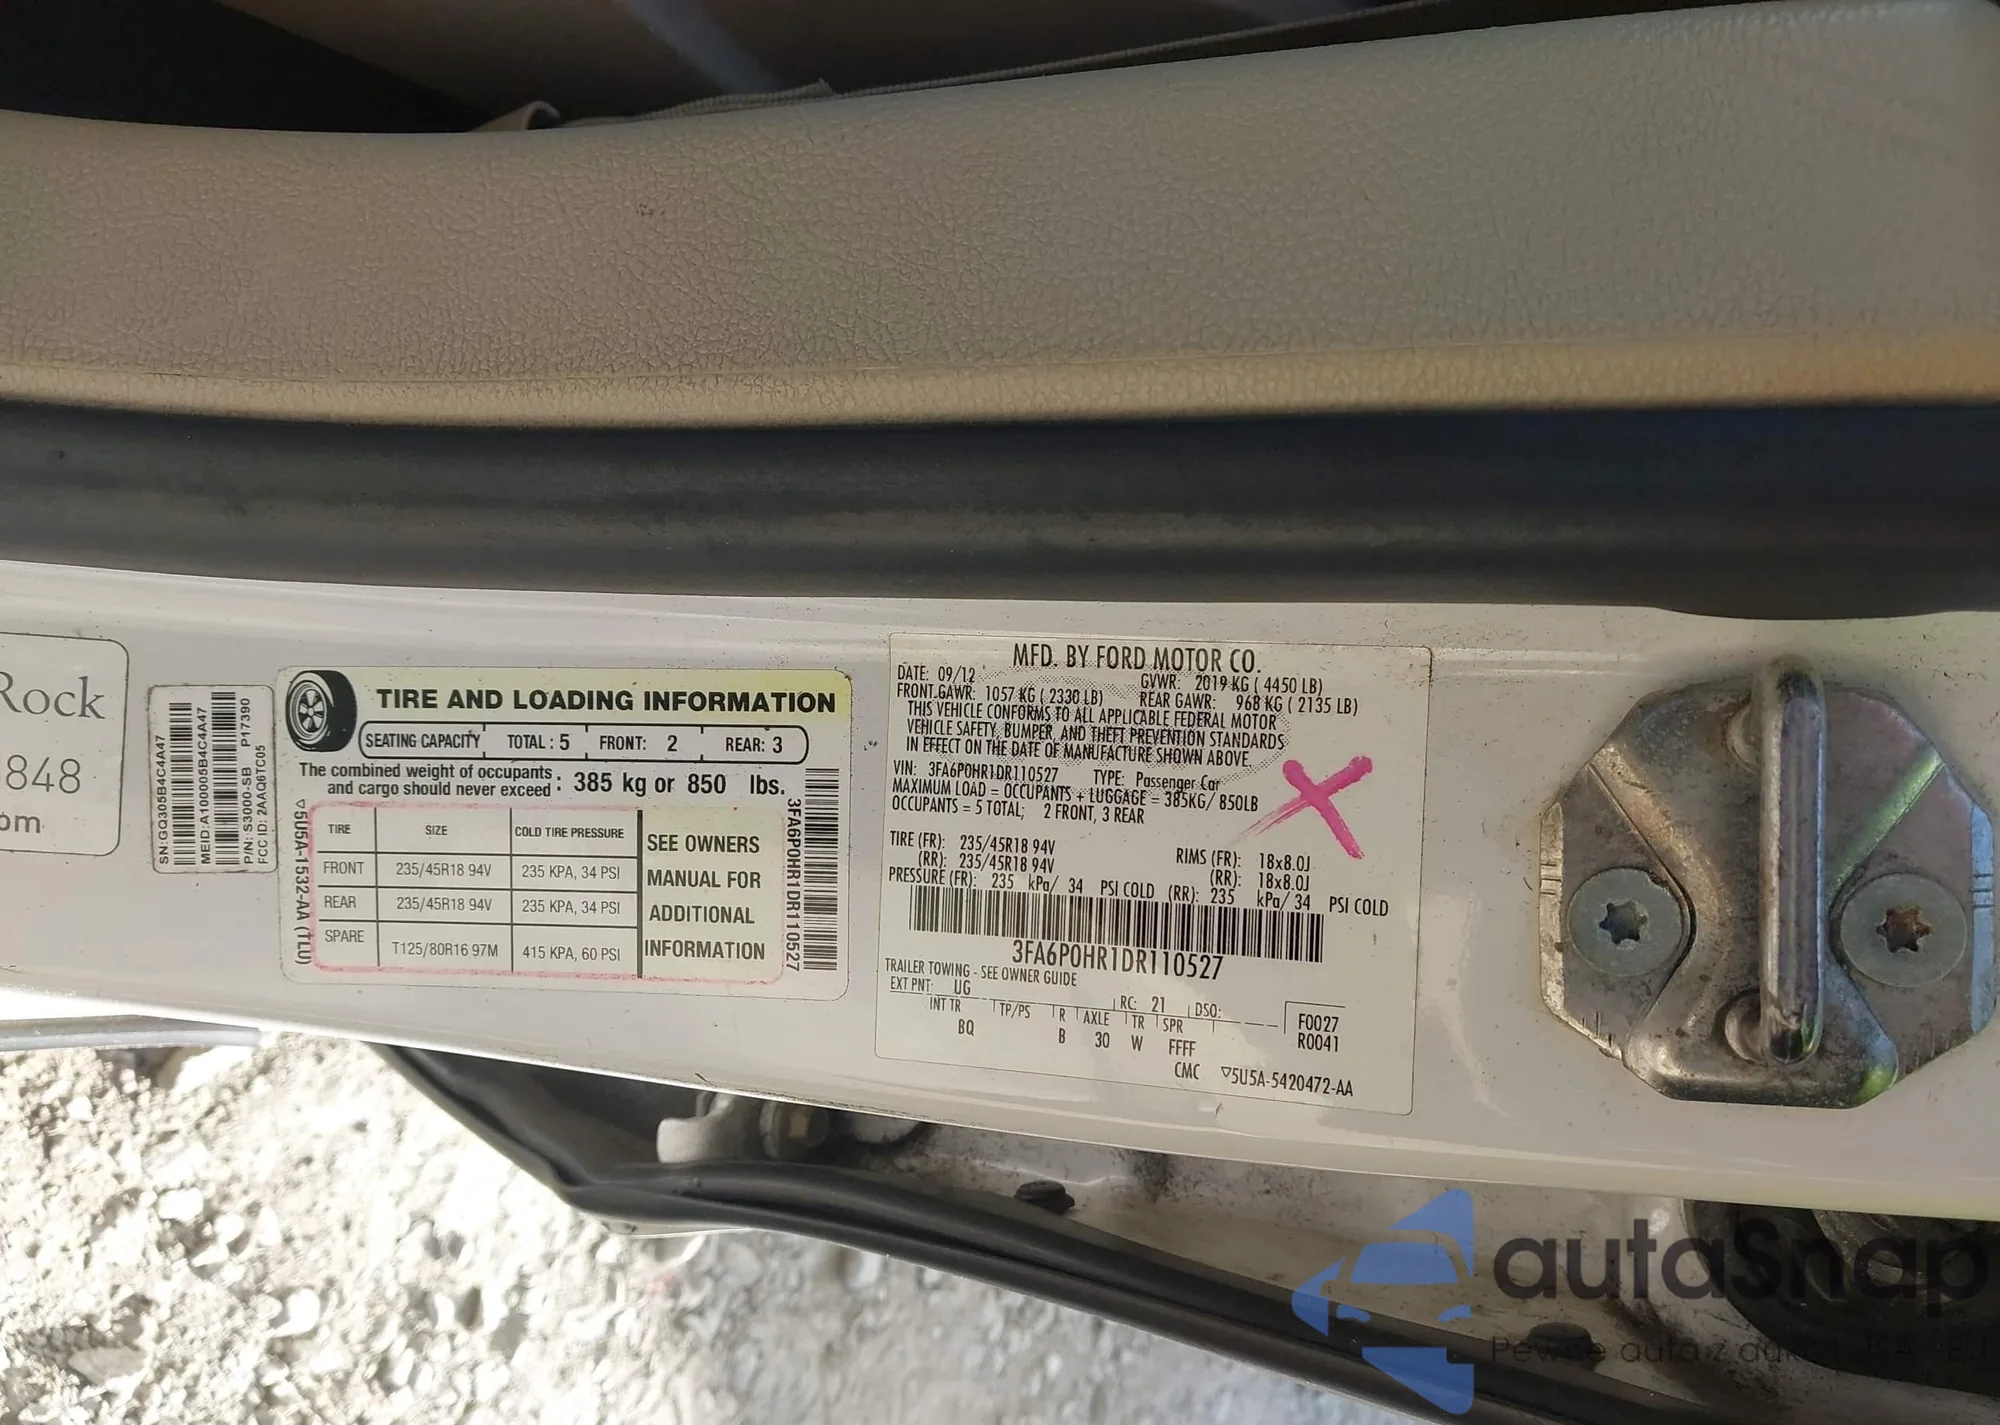 Rock
848
om
SN:GQ305B4C4A47
MEID:A100005B4C4A47
P/N: S3000-SB P17390
FCC ID: 2AAQ6TC05
TIRE AND LOADING INFORMATION
SEATING CAPACITY TOTAL : 5 FRONT: 2 REAR: 3
The combined weight of occupants
and cargo should never exceed : 385 kg or 850 lbs.
TIRE SIZE COLD TIRE PRESSURE
FRONT 235/45R18 94V 235 KPA, 34 PSI
REAR 235/45R18 94V 235 KPA, 34 PSI
SPARE T125/80R16 97M 415 KPA, 60 PSI
SEE OWNERS
MANUAL FOR
ADDITIONAL
INFORMATION
▽5U5A-1532-AA (TLU)
3FA6P0HR1DR110527
MFD. BY FORD MOTOR CO.
DATE: 09/12 GVWR: 2019 KG ( 4450 LB)
FRONT GAWR: 1057 KG ( 2330 LB) REAR GAWR: 968 KG ( 2135 LB)
THIS VEHICLE CONFORMS TO ALL APPLICABLE FEDERAL MOTOR
VEHICLE SAFETY, BUMPER, AND THEFT PREVENTION STANDARDS
IN EFFECT ON THE DATE OF MANUFACTURE SHOWN ABOVE.
VIN: 3FA6P0HR1DR110527 TYPE: Passenger Car
MAXIMUM LOAD = OCCUPANTS + LUGGAGE = 385KG/ 850LB
OCCUPANTS = 5 TOTAL; 2 FRONT, 3 REAR
TIRE (FR): 235/45R18 94V RIMS (FR): 18x8.0J
(RR): 235/45R18 94V (RR): 18x8.0J
PRESSURE (FR): 235 kPa/ 34 PSI COLD (RR): 235 kPa/ 34 PSI COLD
3FA6P0HR1DR110527
TRAILER TOWING - SEE OWNER GUIDE
EXT PNT: UG RC: 21 DSO:
INT TR TP/PS R AXLE TR SPR F0027
BQ B 30 W FFFF R0041
CMC ▽5U5A-5420472-AA
autaSnap